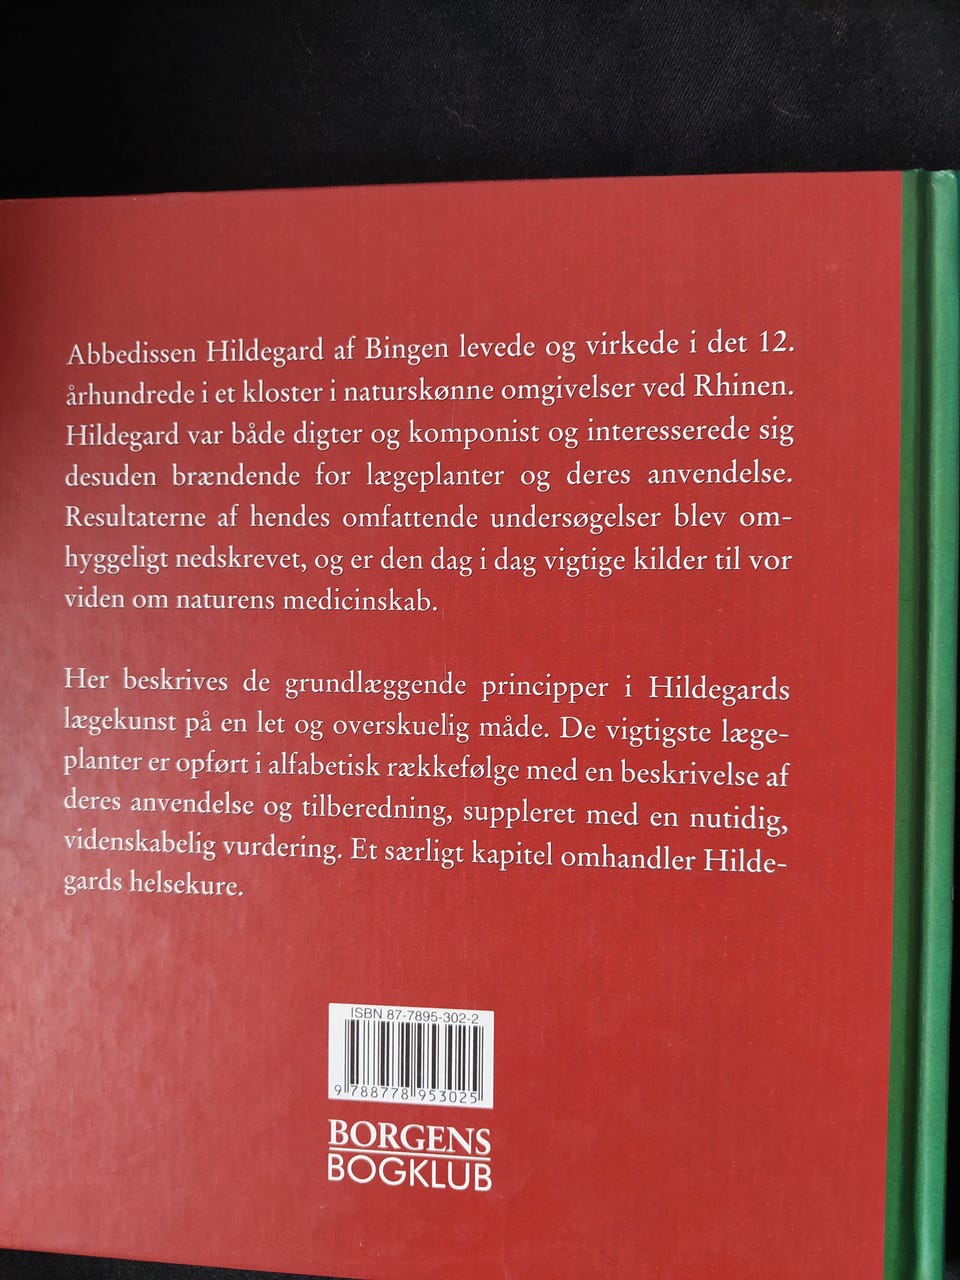 Abbedissen Hildegard af Bingen levede og virkede i det 12.
århundrede i et kloster i naturskønne omgivelser ved Rhinen.
Hildegard var både digter og komponist og interesserede sig
desuden brændende for lægeplanter og deres anvendelse.
Resultaterne af hendes omfattende undersøgelser blev om-
hyggeligt nedskrevet, og er den dag i dag vigtige kilder til vor
viden om naturens medicinskab.
Her beskrives de grundlæggende principper i Hildegards
lægekunst på en let og overskuelig måde. De vigtigste læge-
planter er opført i alfabetisk rækkefølge med en beskrivelse af
deres anvendelse og tilberedning, suppleret med en nutidig,
videnskabelig vurdering. Et særligt kapitel omhandler Hilde-
gards helsekure.
ISBN 87-7895-302-2
9 788778 953025
BORGENS
BOGKLUB